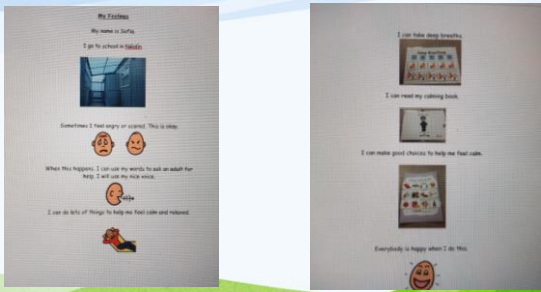 My Feelings
My name is Sofia.
I go to school in
Sometimes I feel angry or scared. This is okay.
When this happens, I can use my words to ask an adult for
help. I will use my nice voice.
I can do lots of things to help me feel calm and relaxed.
I can take deep breaths.
I can read my calming book.
I can make good choices to help me feel calm.
Everybody is happy when I do this.